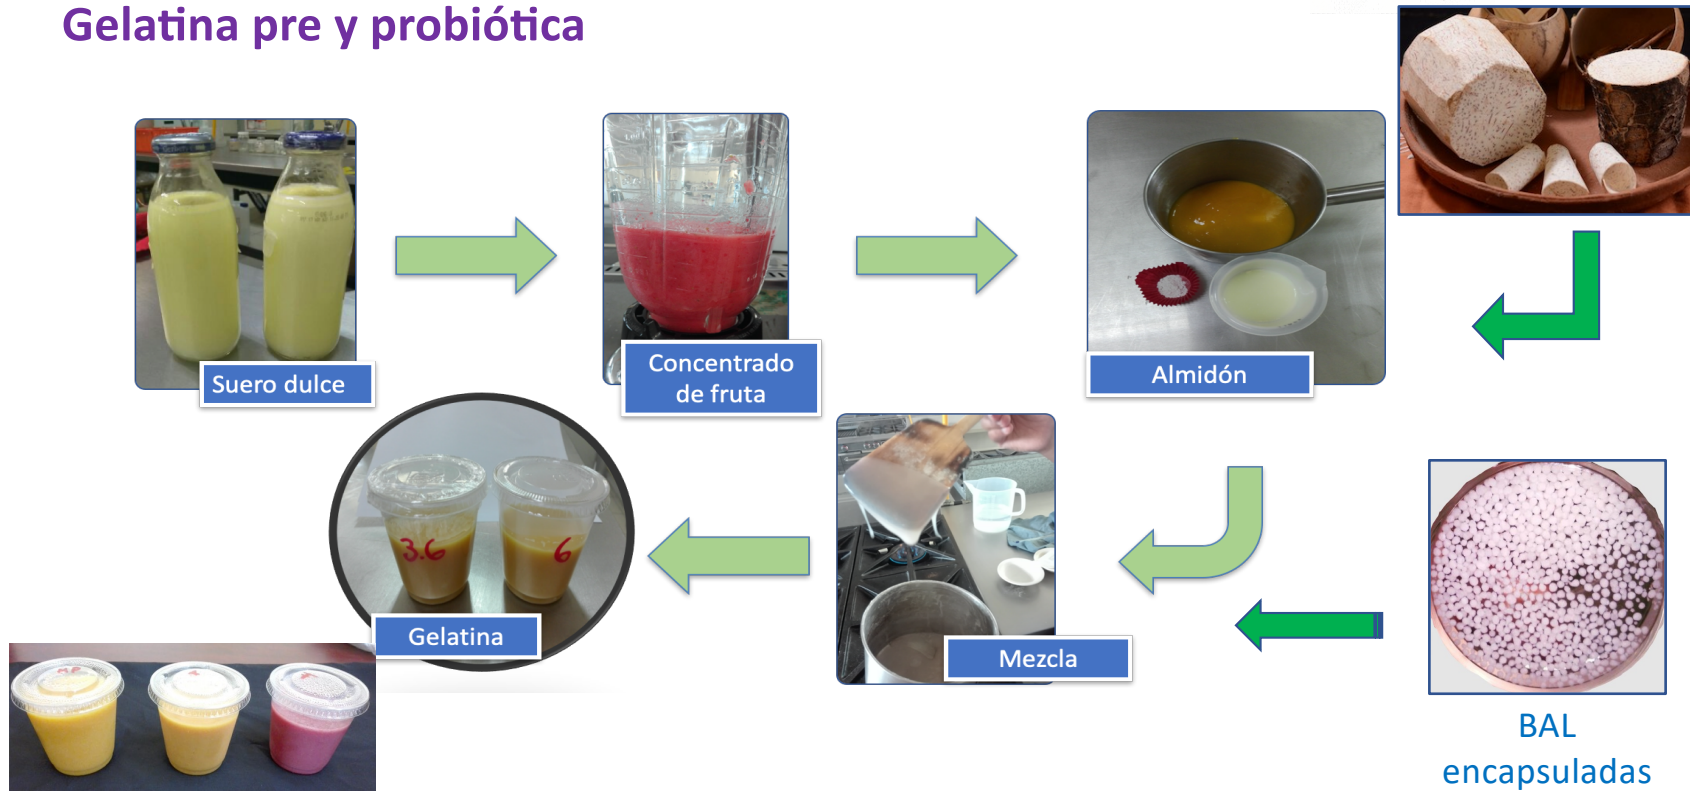 Gelatina pre y probiótica
Suero dulce
Concentrado
de fruta
Almidón
3.6
6
Gelatina
Mezcla
BAL
encapsuladas